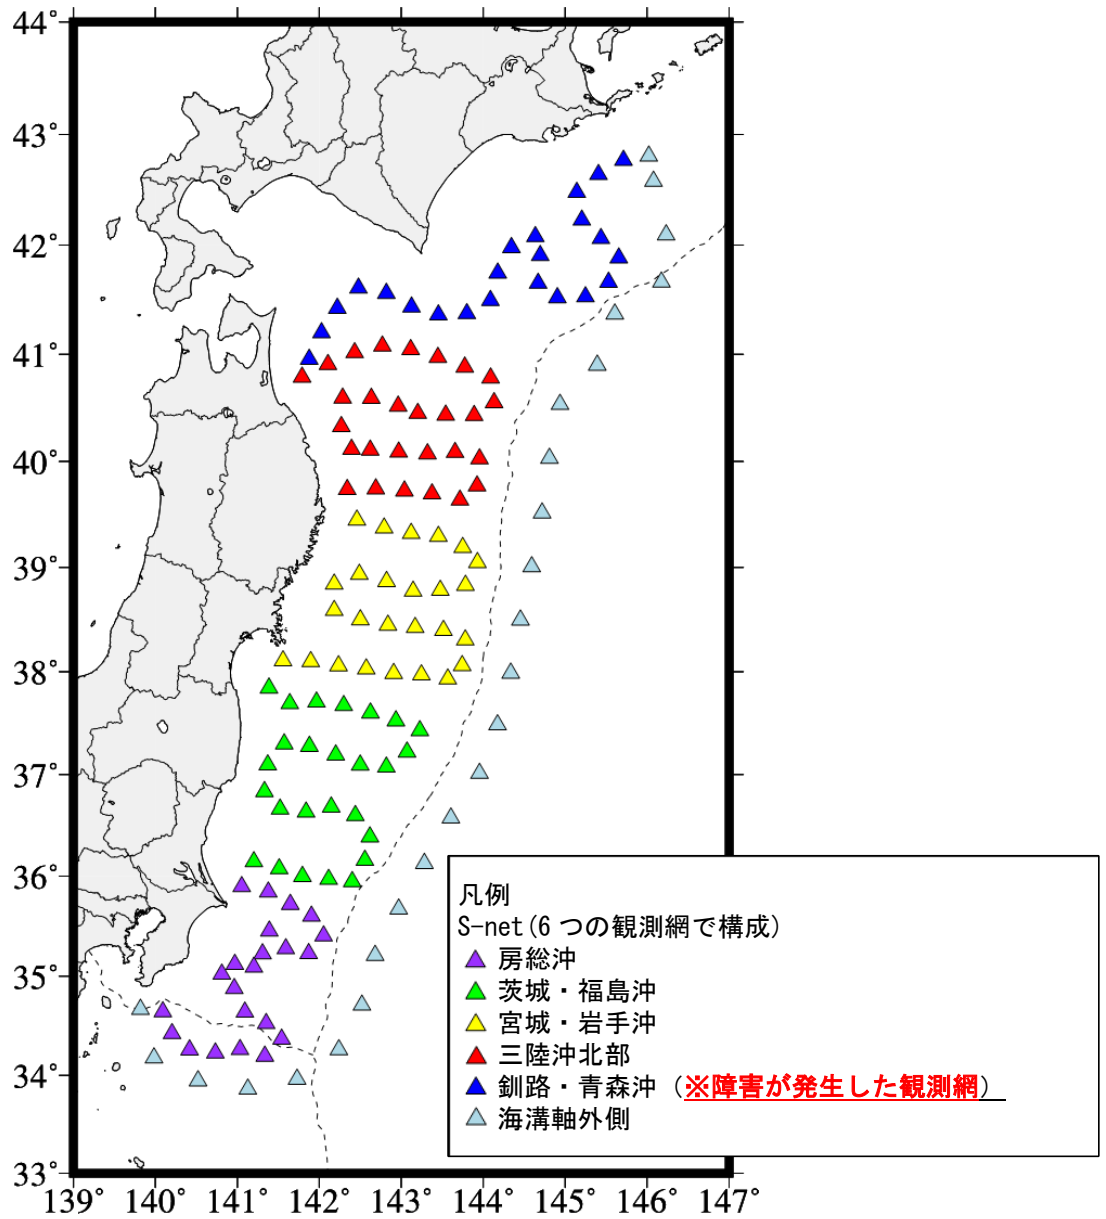 44°
43°
42°
41°
40°
39°
38°
37°
36°
35°
34°
33°
139° 140° 141° 142° 143° 144° 145° 146° 147°
凡例
S-net(6つの観測網で構成)
房総沖
茨城・福島沖
宮城・岩手沖
三陸沖北部
釧路・青森沖（※障害が発生した観測網）
海溝軸外側